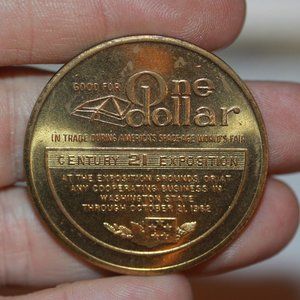 GOOD FOR One
dollar
IN TRADE DURING AMERICA'S SPACE-AGE WORLD'S FAIR
CENTURY 21 EXPOSITION
AT THE EXPOSITION GROUNDS, OR AT
ANY COOPERATING BUSINESS IN
WASHINGTON STATE
THROUGH OCTOBER 21, 1962